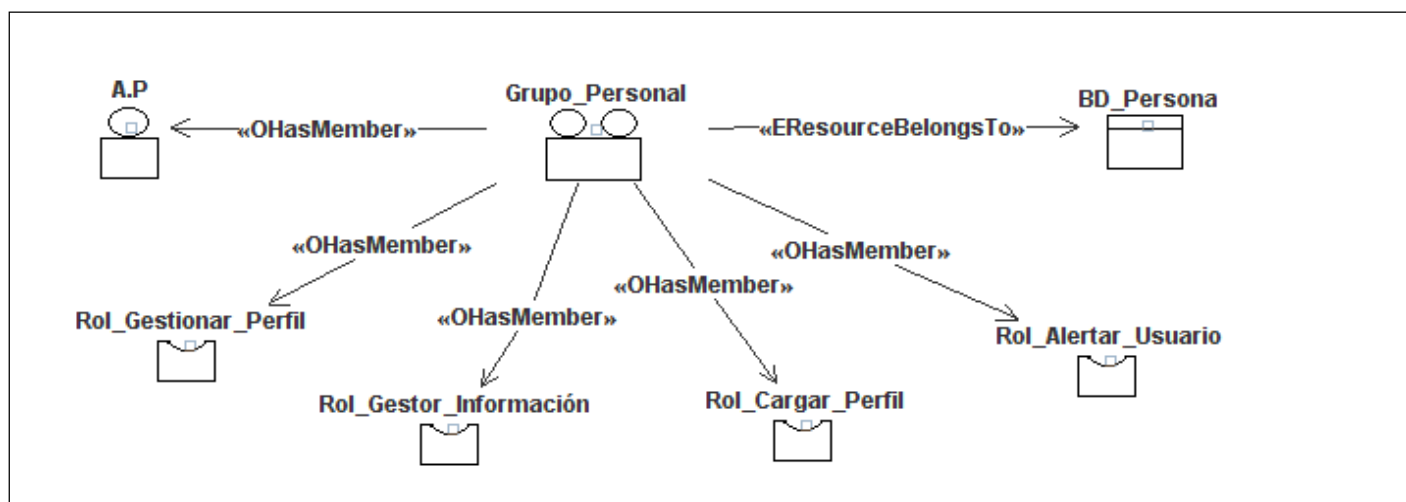 A.P
Grupo_Personal
BD_Persona
«OHasMember»
«EResourceBelongsTo»
«OHasMember»
«OHasMember»
«OHasMember»
«OHasMember»
Rol_Gestionar_Perfil
Rol_Alertar_Usuario
Rol_Gestor_Información
Rol_Cargar_Perfil